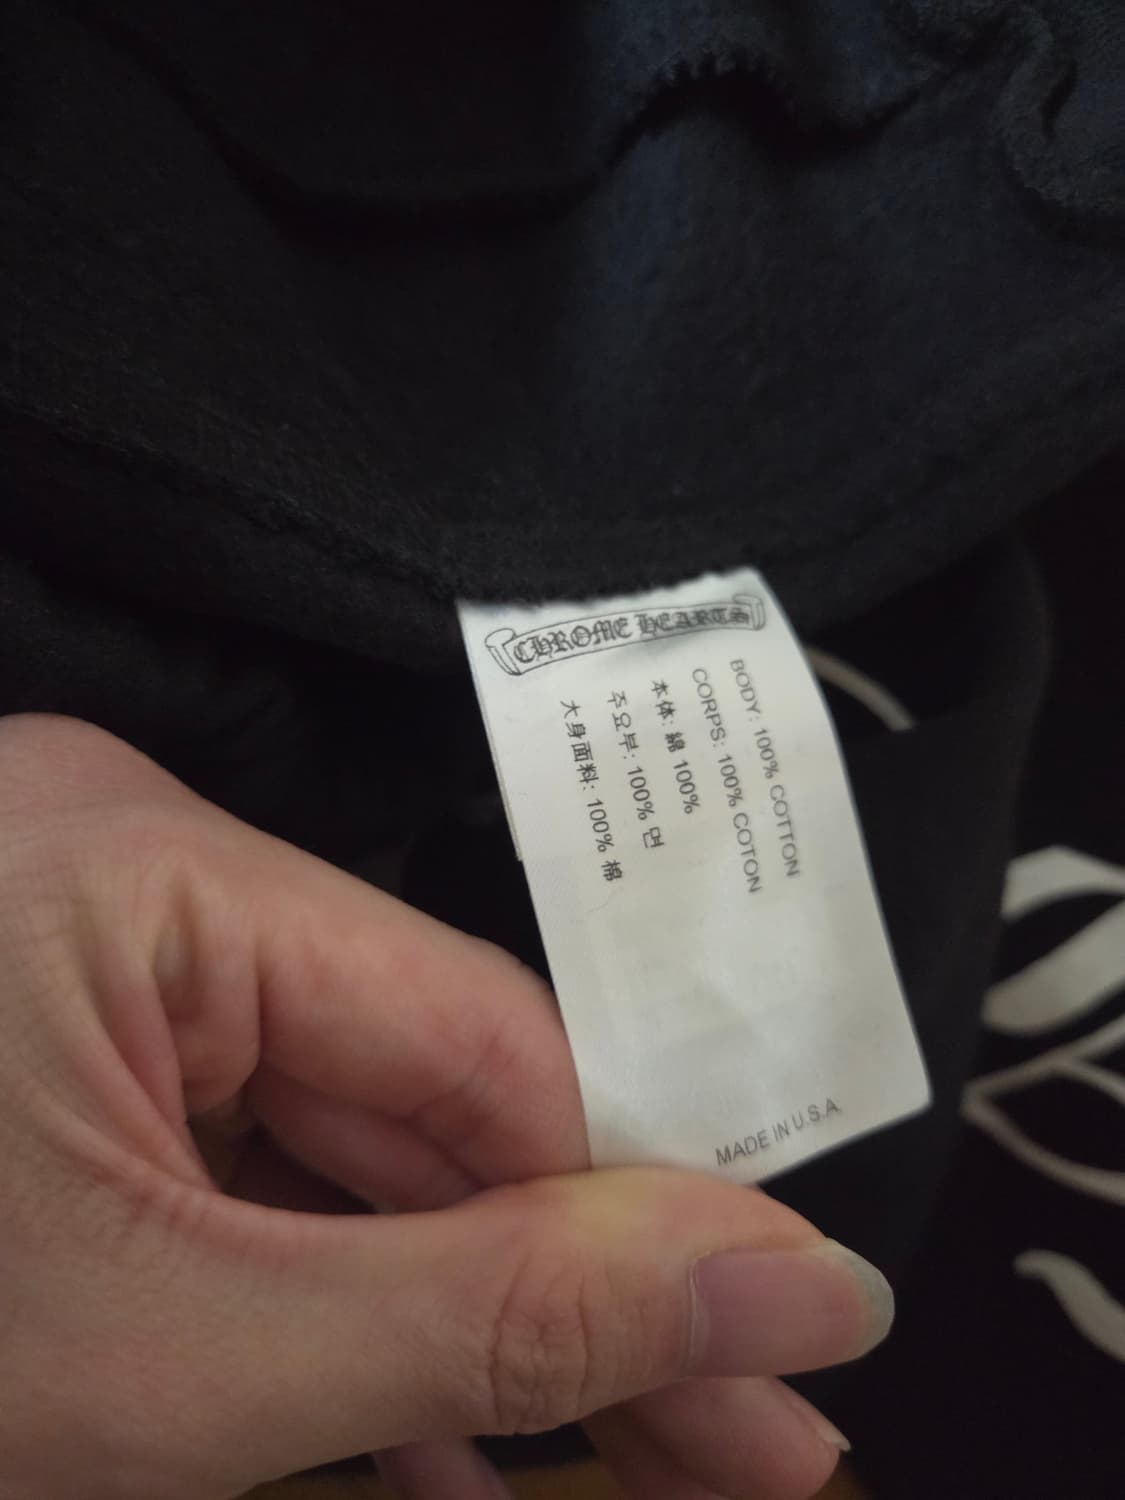 CHROME HEARTS
BODY: 100% COTTON
CORPS: 100% COTON
本体: 綿 100%
주요부: 100% 면
大身面料: 100% 棉
MADE IN U.S.A.